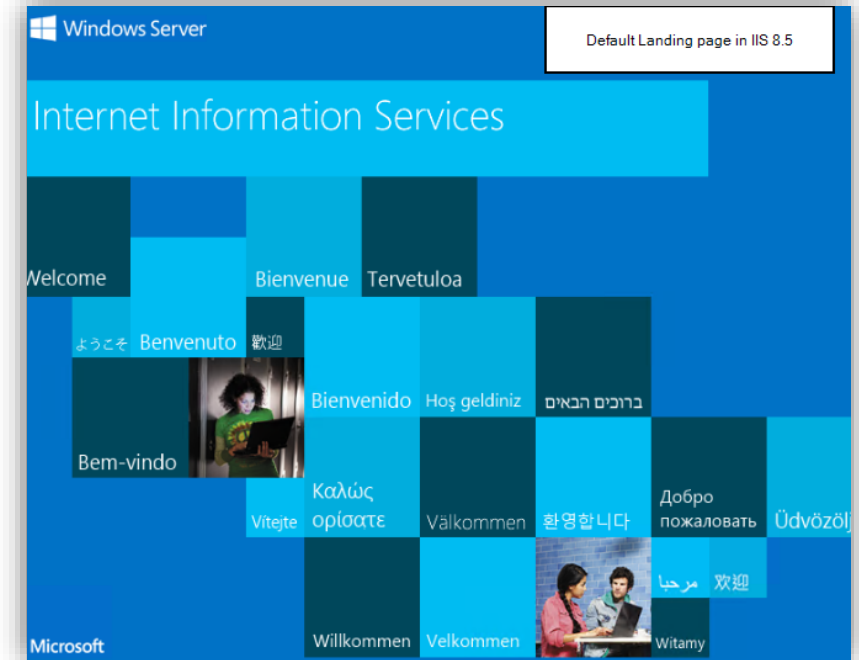 Windows Server
Default Landing page in IIS 8.5
Internet Information Services
Welcome
Bienvenue
Tervetuloa
ようこそ
Benvenuto
歡迎
Bienvenido
Hoş geldiniz
ברוכים הבאים
Bem-vindo
Vítejte
Καλώς
ορίσατε
Välkommen
환영합니다
Добро
пожаловать
Üdvözölj
مرحبا
欢迎
Willkommen
Velkommen
Witamy
Microsoft